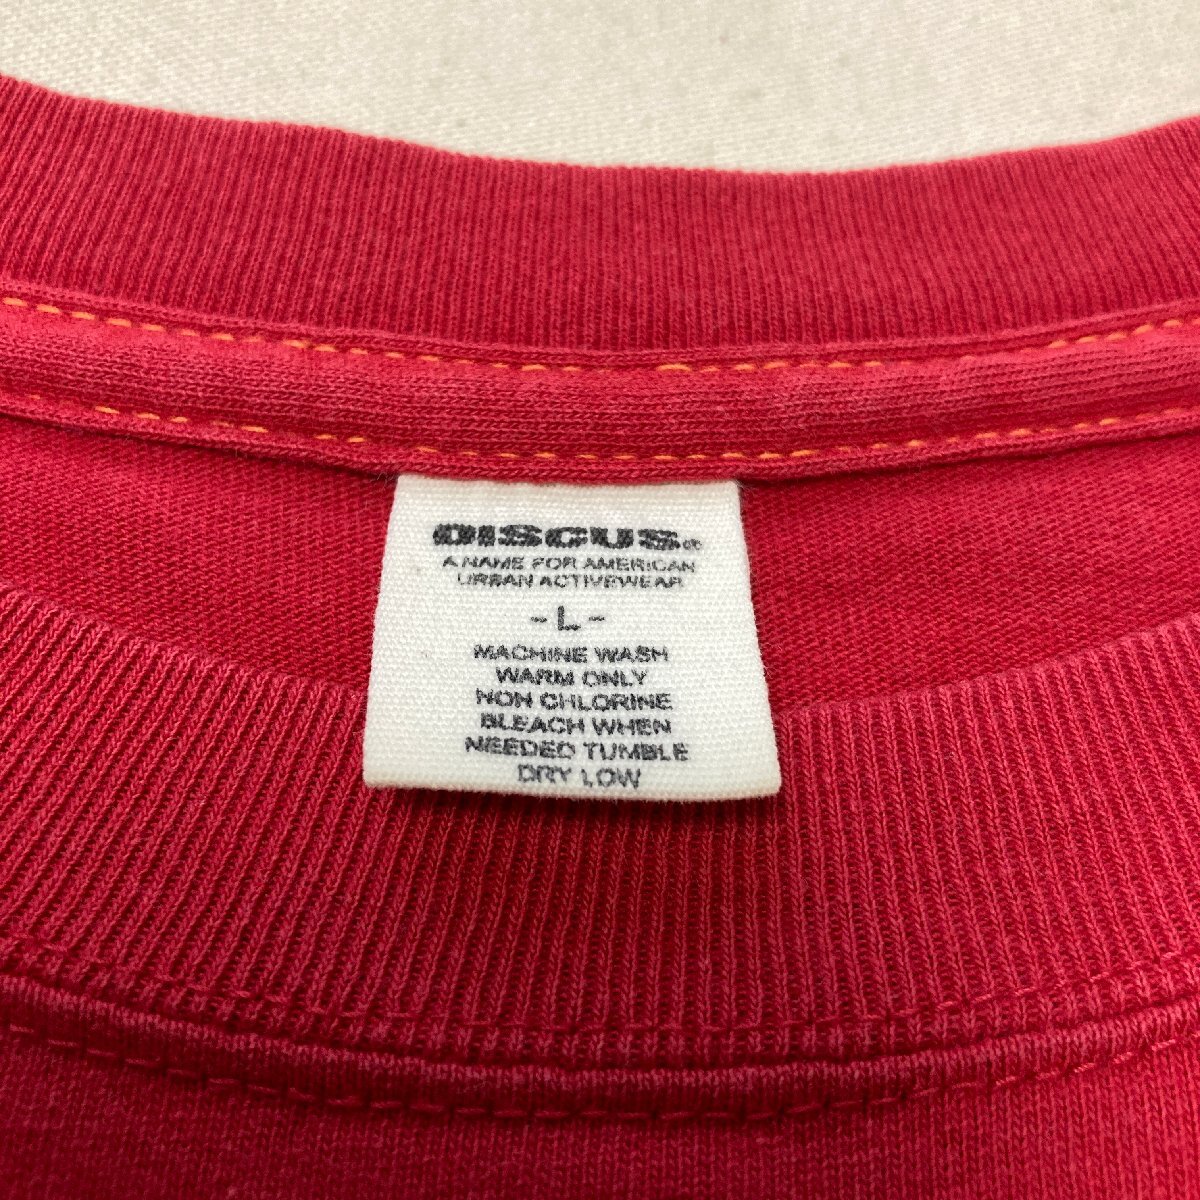 DISCUS®
A NAME FOR AMERICAN
URBAN ACTIVEWEAR
-L-
MACHINE WASH
WARM ONLY
NON CHLORINE
BLEACH WHEN
NEEDED TUMBLE
DRY LOW